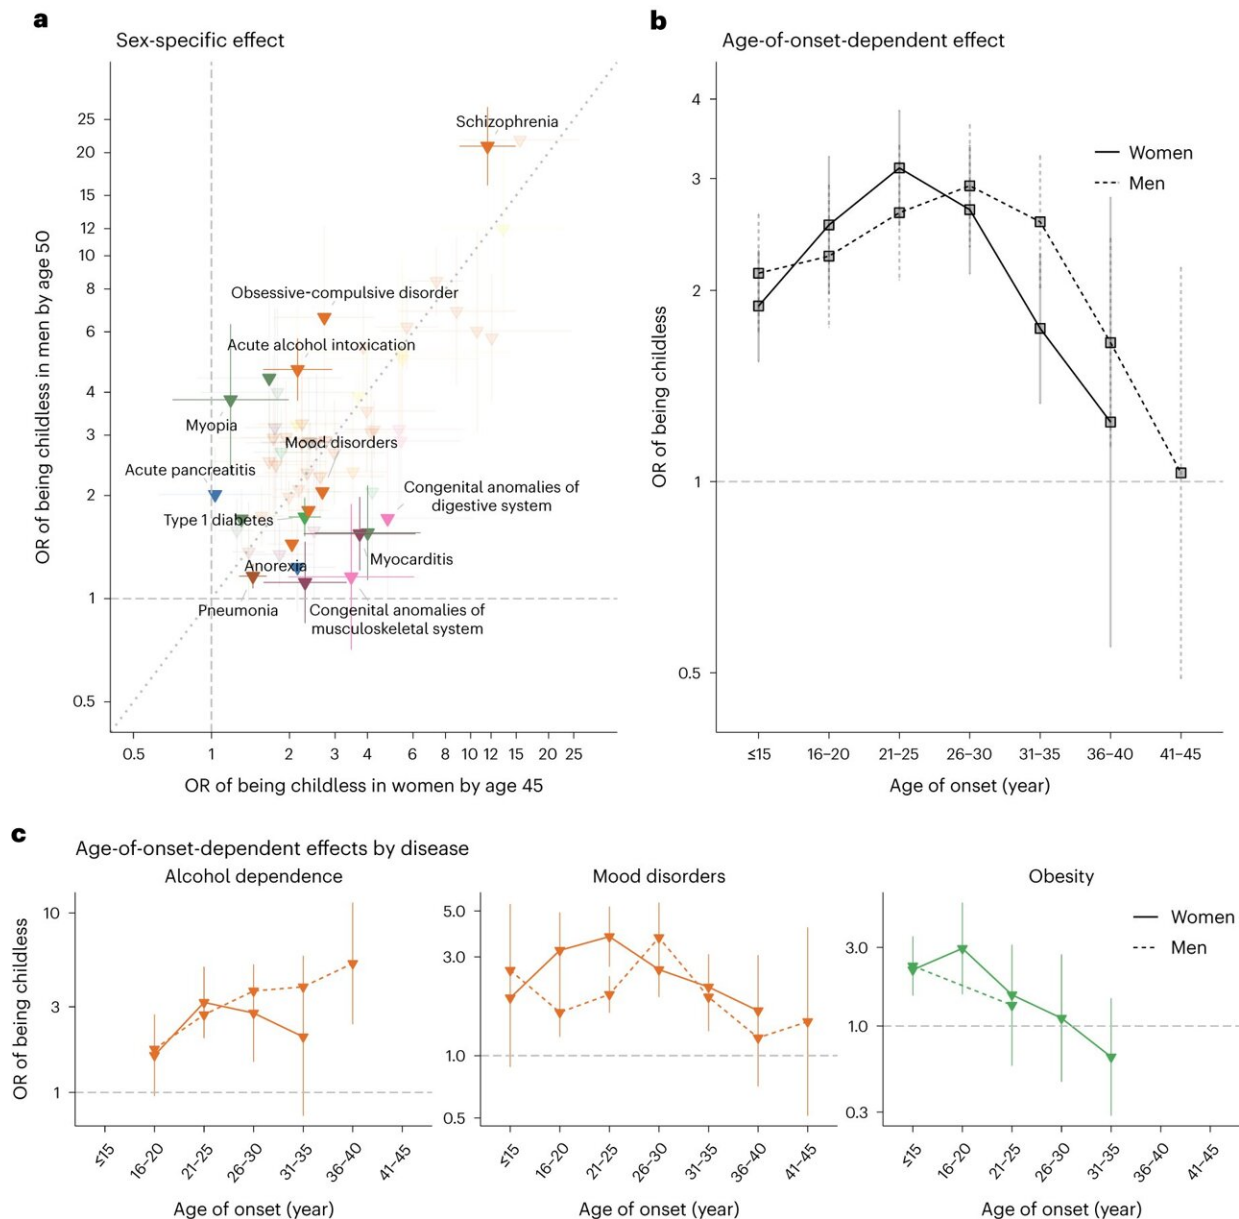 a
Sex-specific effect
OR of being childless in men by age 50
25
20
15
12
10
8
6
4
3
2
1
0.5
Schizophrenia
Obsessive-compulsive disorder
Acute alcohol intoxication
Myopia
Mood disorders
Acute pancreatitis
Congenital anomalies of
digestive system
Type 1 diabetes
Myocarditis
Anorexia
Pneumonia
Congenital anomalies of
musculoskeletal system
0.5 1 2 3 4 6 8 10 12 15 20 25
OR of being childless in women by age 45
b
Age-of-onset-dependent effect
OR of being childless
4
3
2
1
0.5
Women
Men
≤15 16–20 21–25 26–30 31–35 36–40 41–45
Age of onset (year)
c
Age-of-onset-dependent effects by disease
Alcohol dependence
OR of being childless
10
3
1
≤15 16–20 21–25 26–30 31–35 36–40 41–45
Age of onset (year)
Mood disorders
5.0
3.0
1.0
0.5
≤15 16–20 21–25 26–30 31–35 36–40 41–45
Age of onset (year)
Obesity
3.0
1.0
0.3
Women
Men
≤15 16–20 21–25 26–30 31–35 36–40 41–45
Age of onset (year)